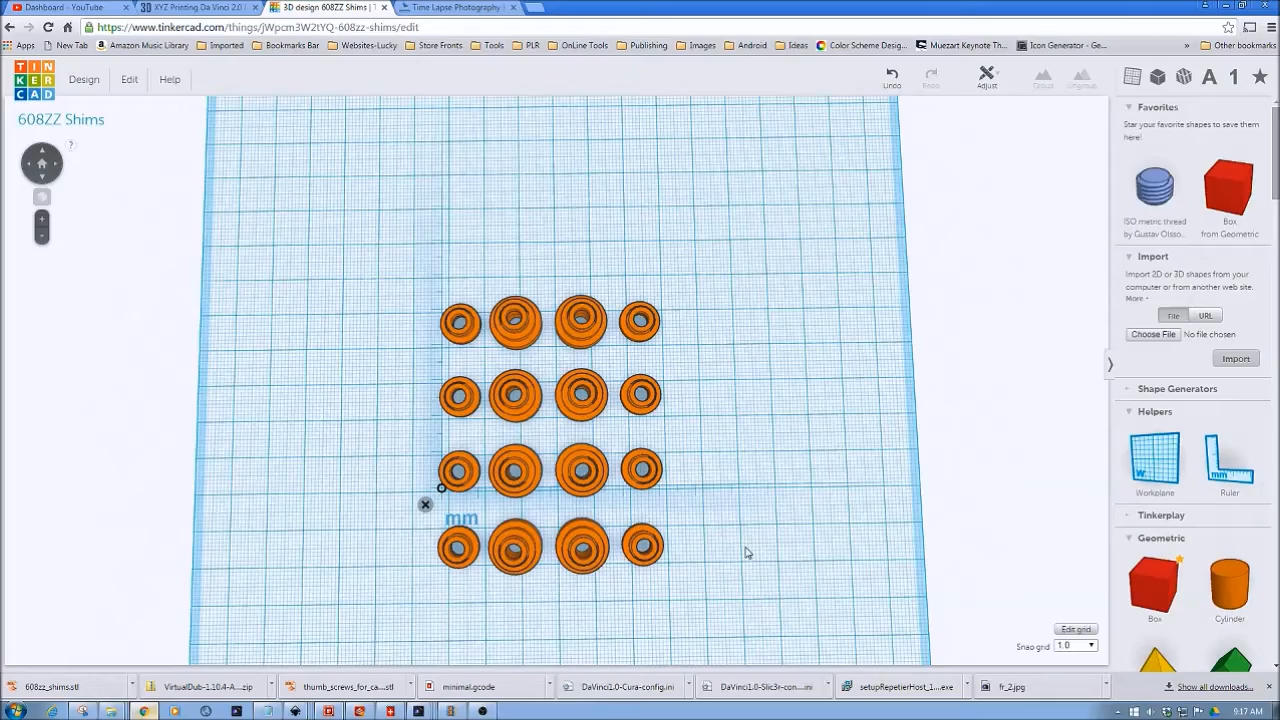 Dashboard - YouTube
XYZ Printing Da Vinci 2.0
3D design 608ZZ Shims | T
Time Lapse Photography
https://www.tinkercad.com/things/jWpcm3W2tYQ-608zz-shims/edit
Apps
New Tab
Amazon Music Library
Imported
Bookmarks Bar
Websites-Lucky
Store Fronts
Tools
PLR
OnLine Tools
Publishing
Images
Android
Ideas
Color Scheme Design...
Muezart Keynote Th...
Icon Generator - Ge...
»
Other bookmarks
TIN
KER
CAD
Design
Edit
Help
Undo
Redo
Adjust
Group
Ungroup
608ZZ Shims
?
Favorites
Star your favorite shapes to save them
here!
ISO metric thread
by Gustav Olsso...
Box
from Geometric
Import
Import 2D or 3D shapes from your
computer or from another web site.
More
File
URL
Choose File
No file chosen
Import
Shape Generators
Helpers
Workplane
mm
Ruler
Tinkerplay
Geometric
Box
Cylinder
mm
Edit grid
Snap grid
1.0
608zz_shims.stl
VirtualDub-1.10.4-A....zip
thumb_screws_for_ca....stl
minimal.gcode
DaVinci1.0-Cura-config.ini
DaVinci1.0-Slic3r-con....ini
setupRepetierHost_1....exe
fr_2.jpg
Show all downloads...
9:17 AM